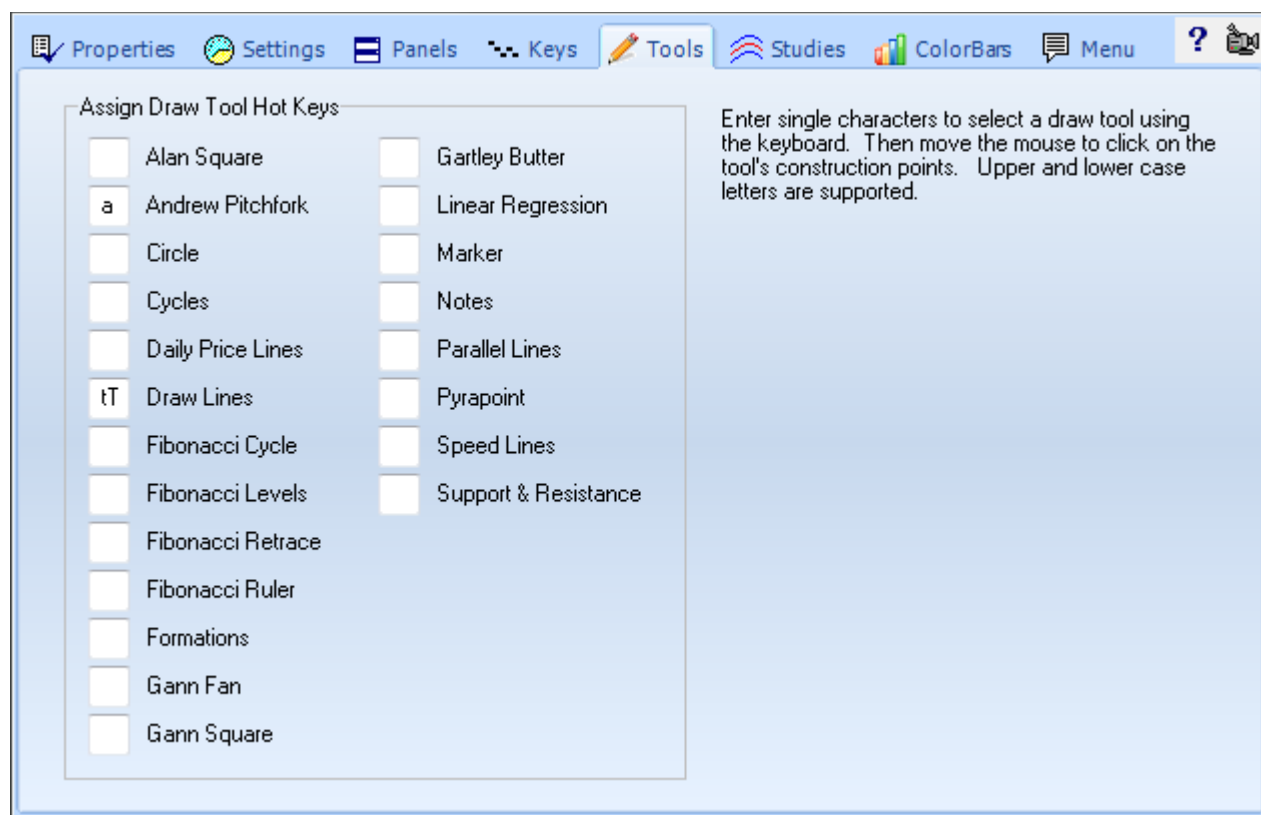 Properties Settings Panels Keys Tools Studies ColorBars Menu ?
Assign Draw Tool Hot Keys
Alan Square
a Andrew Pitchfork
Circle
Cycles
Daily Price Lines
tT Draw Lines
Fibonacci Cycle
Fibonacci Levels
Fibonacci Retrace
Fibonacci Ruler
Formations
Gann Fan
Gann Square
Gartley Butter
Linear Regression
Marker
Notes
Parallel Lines
Pyrapoint
Speed Lines
Support & Resistance
Enter single characters to select a draw tool using
the keyboard. Then move the mouse to click on the
tool's construction points. Upper and lower case
letters are supported.